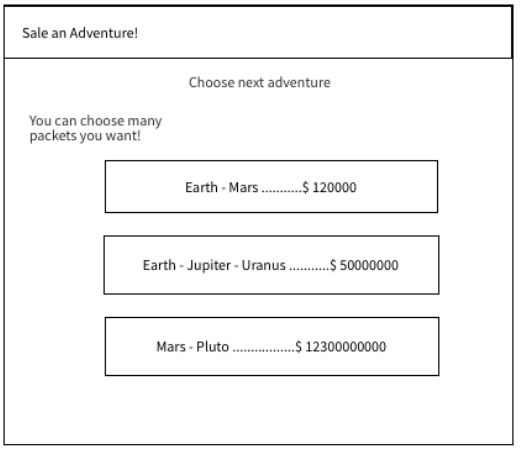 Sale an Adventure!
Choose next adventure
You can choose many
packets you want!
Earth - Mars ...........$ 120000
Earth - Jupiter - Uranus ...........$ 50000000
Mars - Pluto .................$ 12300000000